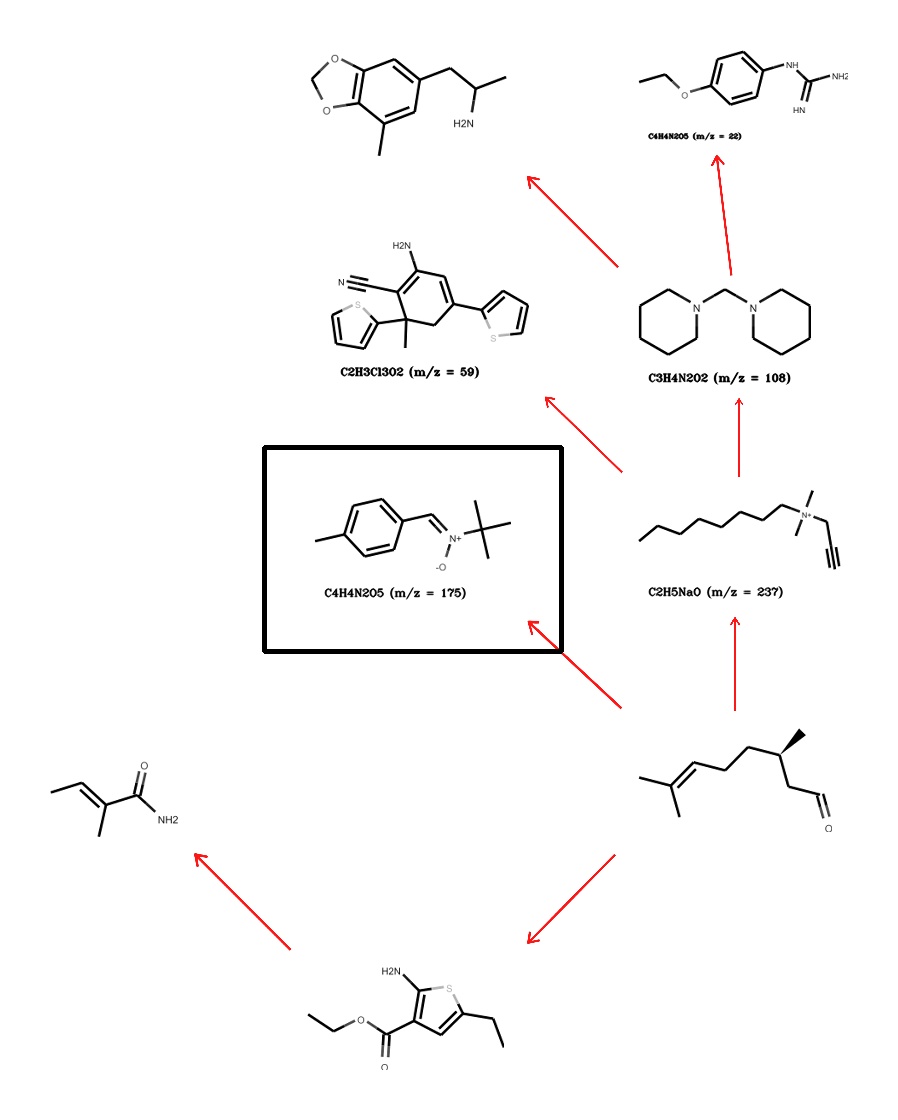 O
O
H2N
O
NH
NH2
HN
C4H4N2O5 (m/z = 22)
H2N
N
S
S
C2H3Cl3O2 (m/z = 59)
N
N
C3H4N2O2 (m/z = 108)
N+
-O
C4H4N2O5 (m/z = 175)
N+
C2H5NaO (m/z = 237)
O
NH2
O
H2N
S
O
O